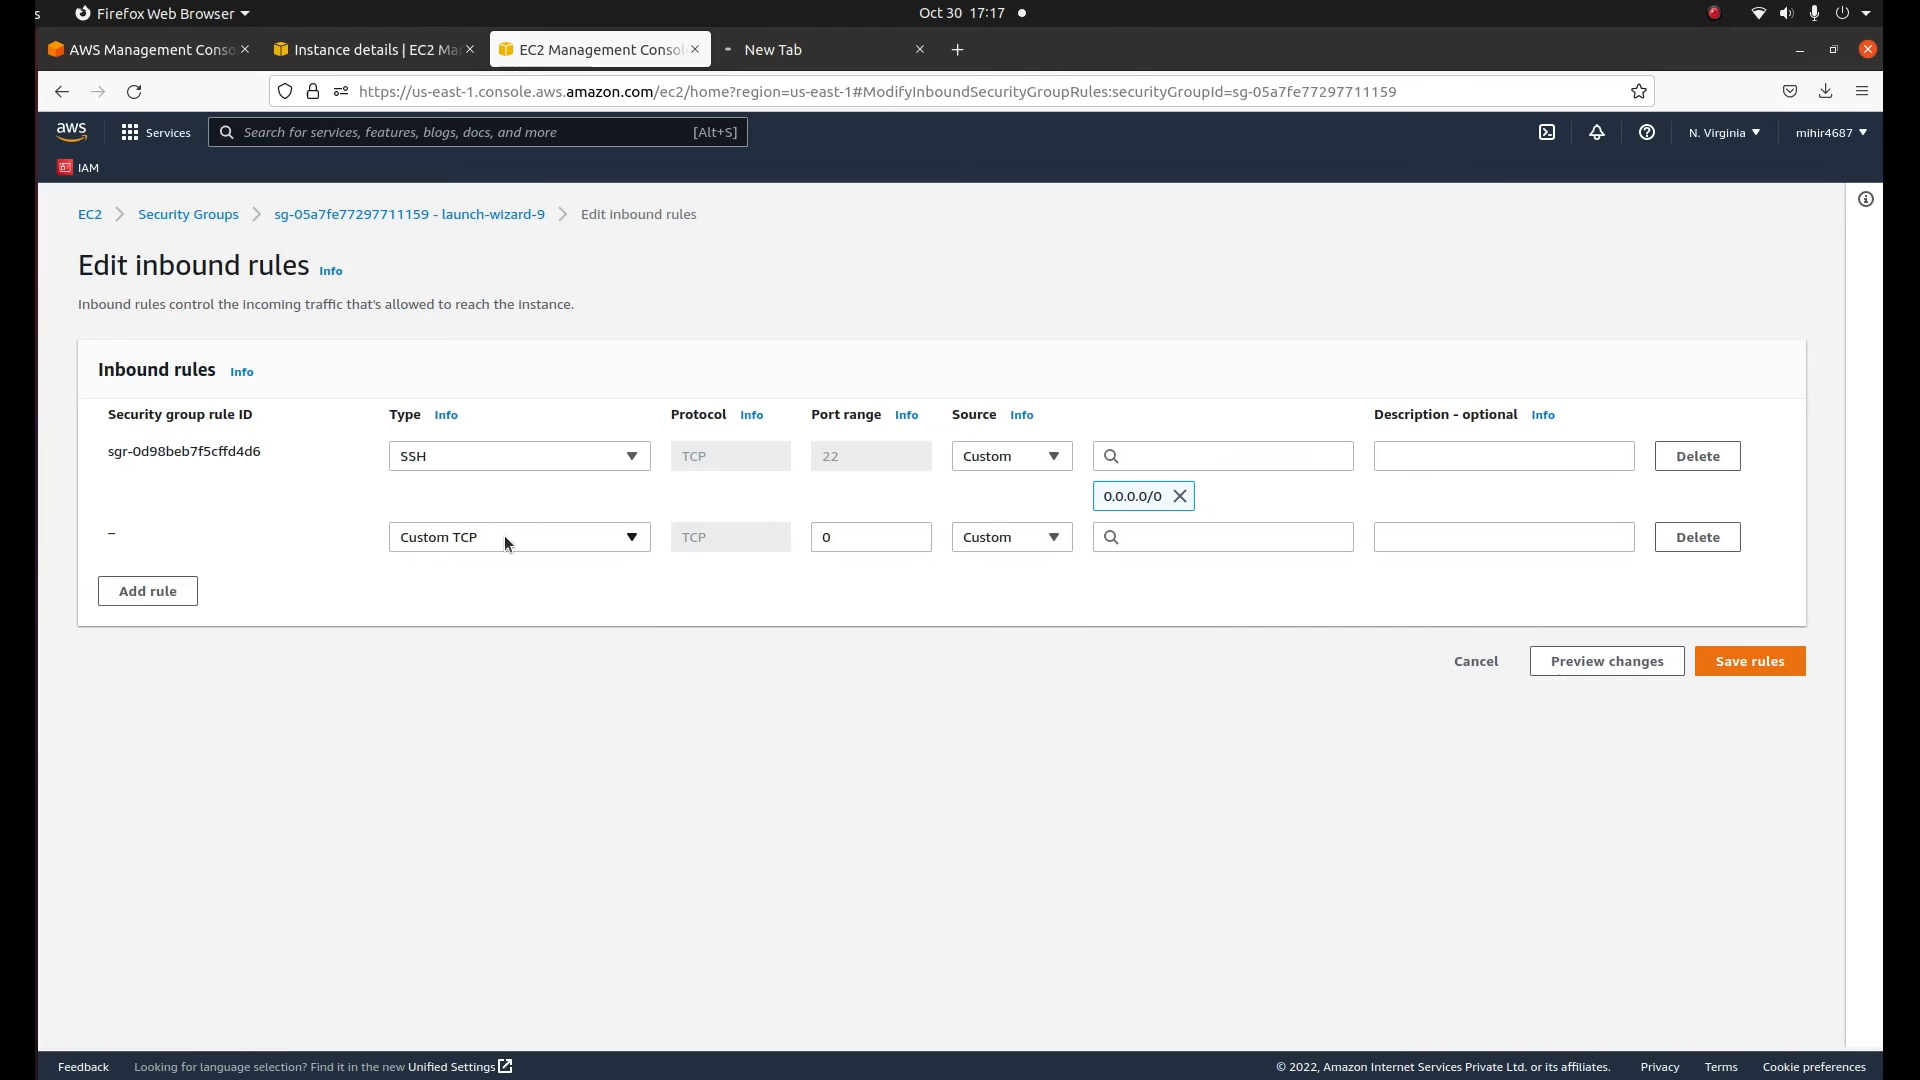 s
Firefox Web Browser
Oct 30 17:17
AWS Management Conso
Instance details | EC2 Ma
EC2 Management Consol
New Tab
https://us-east-1.console.aws.amazon.com/ec2/home?region=us-east-1#ModifyInboundSecurityGroupRules:securityGroupId=sg-05a7fe77297711159
aws
Services
Search for services, features, blogs, docs, and more
[Alt+S]
N. Virginia
mihir4687
IAM
EC2
Security Groups
sg-05a7fe77297711159 - launch-wizard-9
Edit inbound rules
Edit inbound rules Info
Inbound rules control the incoming traffic that's allowed to reach the instance.
Inbound rules Info
Security group rule ID
Type Info
Protocol Info
Port range Info
Source Info
Description - optional Info
sgr-0d98beb7f5cffd4d6
SSH
TCP
22
Custom
Delete
0.0.0.0/0
–
Custom TCP
TCP
0
Custom
Delete
Add rule
Cancel
Preview changes
Save rules
Feedback
Looking for language selection? Find it in the new Unified Settings
© 2022, Amazon Internet Services Private Ltd. or its affiliates.
Privacy
Terms
Cookie preferences